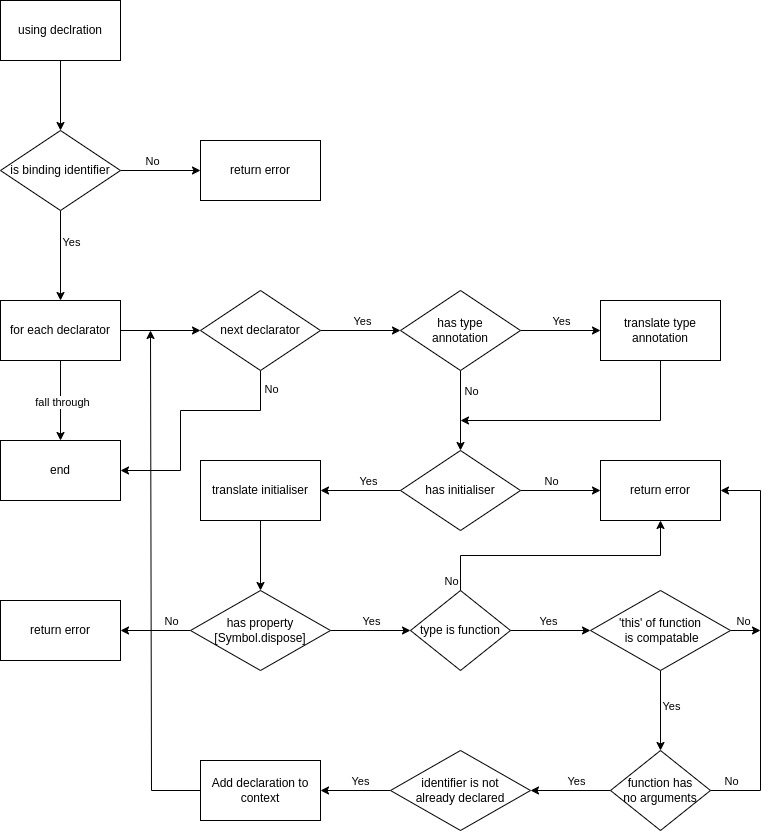 using declration
is binding identifier
No
return error
Yes
for each declarator
next declarator
Yes
has type
annotation
Yes
translate type
annotation
fall through
No
No
end
translate initialiser
Yes
has initialiser
No
return error
return error
No
has property
[Symbol.dispose]
Yes
No
type is function
Yes
'this' of function
is compatable
No
Yes
Add declaration to
context
Yes
identifier is not
already declared
Yes
function has
no arguments
No